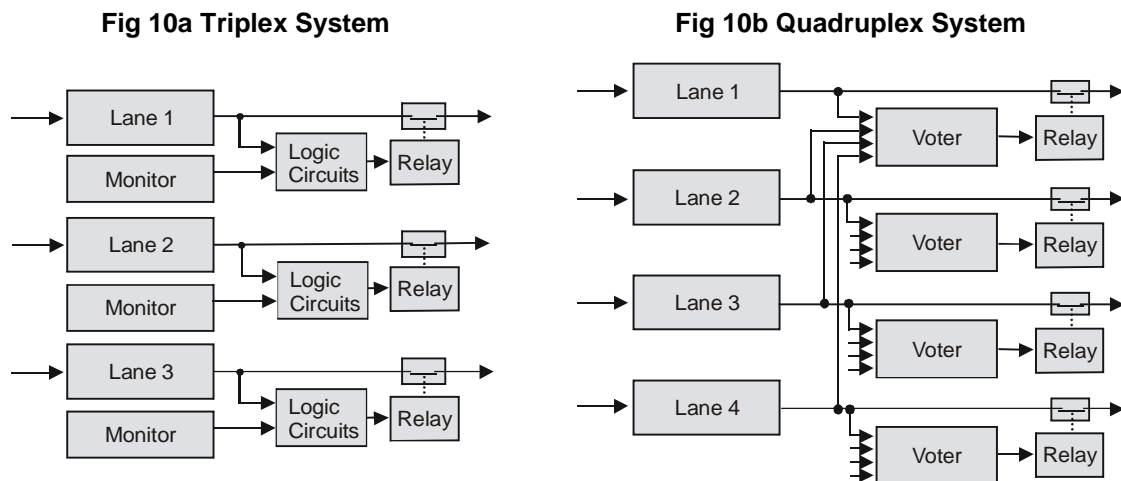 Fig 10a Triplex System
Lane 1
Monitor
Logic
Circuits
Relay
Lane 2
Monitor
Logic
Circuits
Relay
Lane 3
Monitor
Logic
Circuits
Relay
Fig 10b Quadruplex System
Lane 1
Voter
Relay
Lane 2
Voter
Relay
Lane 3
Voter
Relay
Lane 4
Voter
Relay